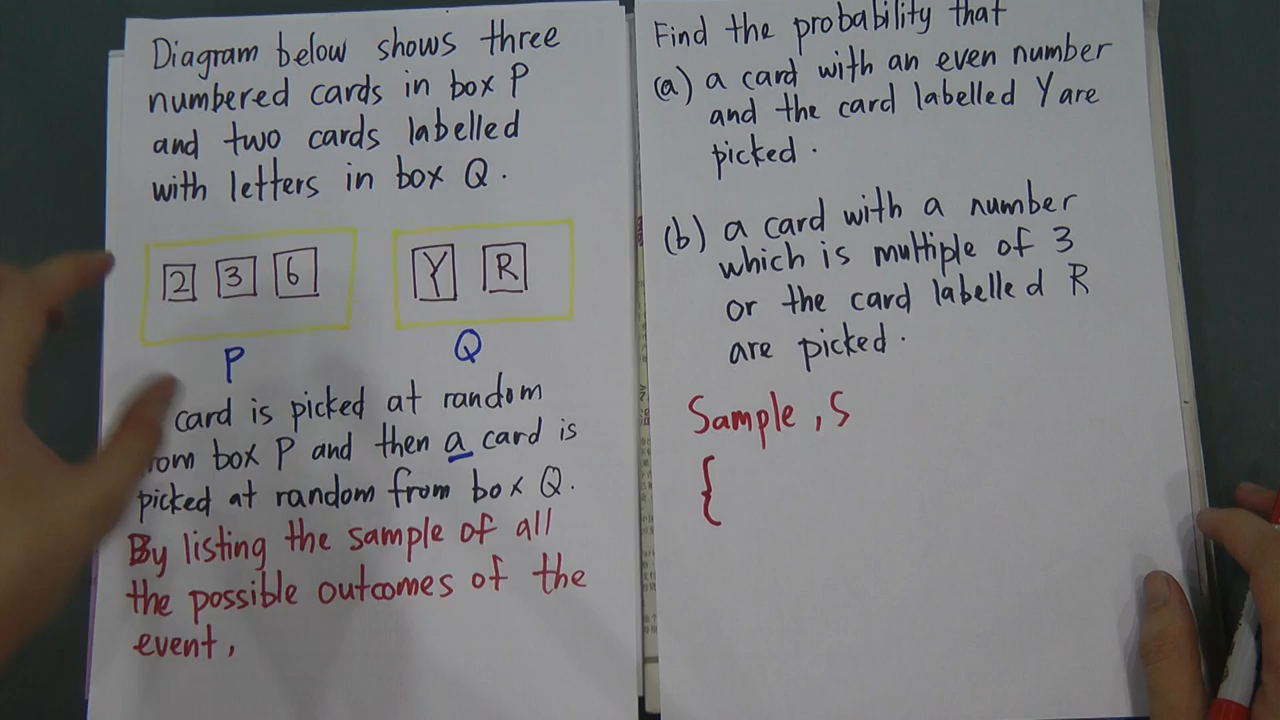 Diagram below shows three
numbered cards in box P
and two cards labelled
with letters in box Q.
2 3 6
Y R
P
Q
card is picked at random
box P and then a card is
picked at random from box Q.
By listing the sample of all
the possible outcomes of the
event,
Find the probability that
(a) a card with an even number
and the card labelled Y are
picked.
(b) a card with a number
which is multiple of 3
or the card labelled R
are picked.
Sample, S
{